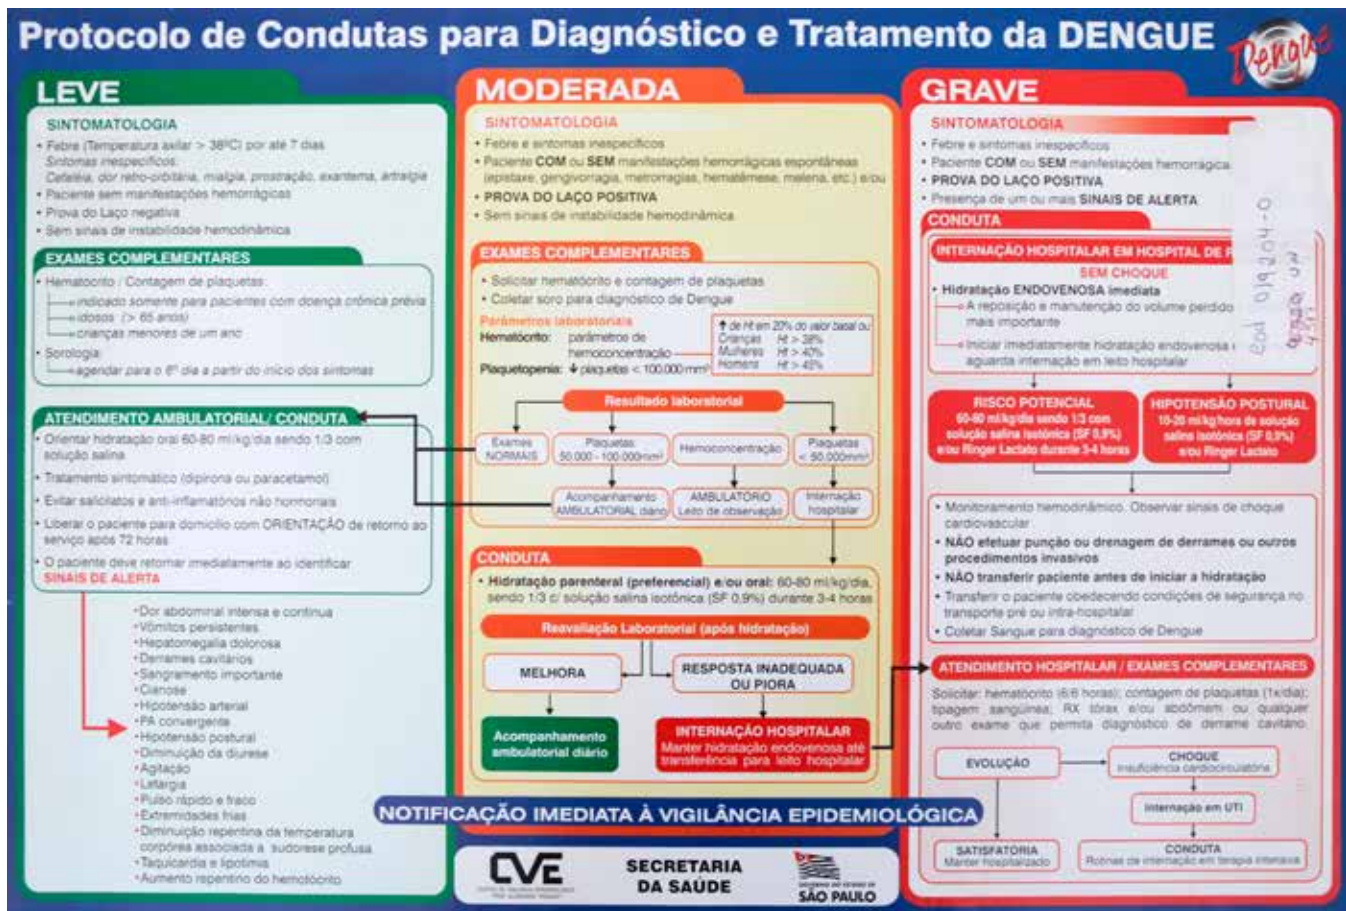 Protocolo de Condutas para Diagnóstico e Tratamento da DENGUE
Dengue
LEVE
SINTOMATOLOGIA
• Febre (Temperatura axilar > 38ºC) por até 7 dias
Sintomas inespecíficos:
Cefaléia, dor retro-orbitária, mialgia, prostração, exantema, artralgia
• Paciente sem manifestações hemorrágicas
• Prova do Laço negativa
• Sem sinais de instabilidade hemodinâmica
EXAMES COMPLEMENTARES
• Hematócrito / Contagem de plaquetas:
indicado somente para pacientes com doença crônica prévia
idosos (> 65 anos)
crianças menores de um ano
• Sorologia:
agendar para o 6º dia a partir do início dos sintomas
ATENDIMENTO AMBULATORIAL/ CONDUTA
• Orientar hidratação oral 60-80 ml/kg/dia sendo 1/3 com
solução salina
• Tratamento sintomático (dipirona ou paracetamol)
• Evitar salicilatos e anti-inflamatórios não hormonais
• Liberar o paciente para domicílio com ORIENTAÇÃO de retorno ao
serviço após 72 horas
• O paciente deve retornar imediatamente ao identificar
SINAIS DE ALERTA
•Dor abdominal intensa e contínua
•Vômitos persistentes
•Hepatomegalia dolorosa
•Derrames cavitários
•Sangramento importante
•Cianose
•Hipotensão arterial
•PA convergente
•Hipotensão postural
•Diminuição da diurese
•Agitação
•Letargia
•Pulso rápido e fraco
•Extremidades frias
•Diminuição repentina da temperatura
corpórea associada a sudorese profusa
•Taquicardia e lipotímia
•Aumento repentino do hematócrito
MODERADA
SINTOMATOLOGIA
• Febre e sintomas inespecíficos
• Paciente COM ou SEM manifestações hemorrágicas espontâneas
(epistaxe, gengivorragia, metrorragias, hematêmese, melena, etc.) e/ou
• PROVA DO LAÇO POSITIVA
• Sem sinais de instabilidade hemodinâmica
EXAMES COMPLEMENTARES
• Solicitar hematócrito e contagem de plaquetas
• Coletar soro para diagnóstico de Dengue
Parâmetros laboratoriais
Hematócrito: parâmetros de
hemoconcentração
Plaquetopenia: ↓ plaquetas < 100.000 mm³
↑ de Ht em 20% do valor basal ou
Crianças Ht > 38%
Mulheres Ht > 40%
Homens Ht > 45%
Resultado laboratorial
Exames
NORMAIS
Plaquetas:
50.000 - 100.000mm³
Hemoconcentração
Plaquetas
< 50.000mm³
Acompanhamento
AMBULATORIAL diário
AMBULATÓRIO
Leito de observação
Internação
hospitalar
CONDUTA
• Hidratação parenteral (preferencial) e/ou oral: 60-80 ml/kg/dia,
sendo 1/3 c/ solução salina isotônica (SF 0,9%) durante 3-4 horas
Reavaliação Laboratorial (após hidratação)
MELHORA
RESPOSTA INADEQUADA
OU PIORA
Acompanhamento
ambulatorial diário
INTERNAÇÃO HOSPITALAR
Manter hidratação endovenosa até
transferência para leito hospitalar
GRAVE
SINTOMATOLOGIA
• Febre e sintomas inespecíficos
• Paciente COM ou SEM manifestações hemorrágica
• PROVA DO LAÇO POSITIVA
• Presença de um ou mais SINAIS DE ALERTA
CONDUTA
INTERNAÇÃO HOSPITALAR EM HOSPITAL DE R
SEM CHOQUE
• Hidratação ENDOVENOSA imediata
A reposição e manutenção do volume perdido
mais importante
Iniciar imediatamente hidratação endovenosa
aguarda internação em leito hospitalar
cod 019204-0
RISCO POTENCIAL
60-80 ml/kg/dia sendo 1/3 com
solução salina isotônica (SF 0,9%)
e/ou Ringer Lactato durante 3-4 horas
HIPOTENSÃO POSTURAL
10-20 ml/kg/hora de solução
salina isotônica (SF 0,9%)
e/ou Ringer Lactato
• Monitoramento hemodinâmico. Observar sinais de choque
cardiovascular
• NÃO efetuar punção ou drenagem de derrames ou outros
procedimentos invasivos
• NÃO transferir paciente antes de iniciar a hidratação
• Transferir o paciente obedecendo condições de segurança no
transporte pré ou intra-hospitalar
• Coletar Sangue para diagnóstico de Dengue
ATENDIMENTO HOSPITALAR / EXAMES COMPLEMENTARES
Solicitar: hematócrito (6/6 horas); contagem de plaquetas (1x/dia);
tipagem sangüínea; RX tórax e/ou abdômem ou qualquer
outro exame que permita diagnóstico de derrame cavitário.
EVOLUÇÃO
CHOQUE
Insuficiência cardiocirculatória
Internação em UTI
SATISFATÓRIA
Manter hospitalizado
CONDUTA
Rotinas de internação em terapia intensiva
NOTIFICAÇÃO IMEDIATA À VIGILÂNCIA EPIDEMIOLÓGICA
CVE
SECRETARIA
DA SAÚDE
GOVERNO DO ESTADO DE
SÃO PAULO